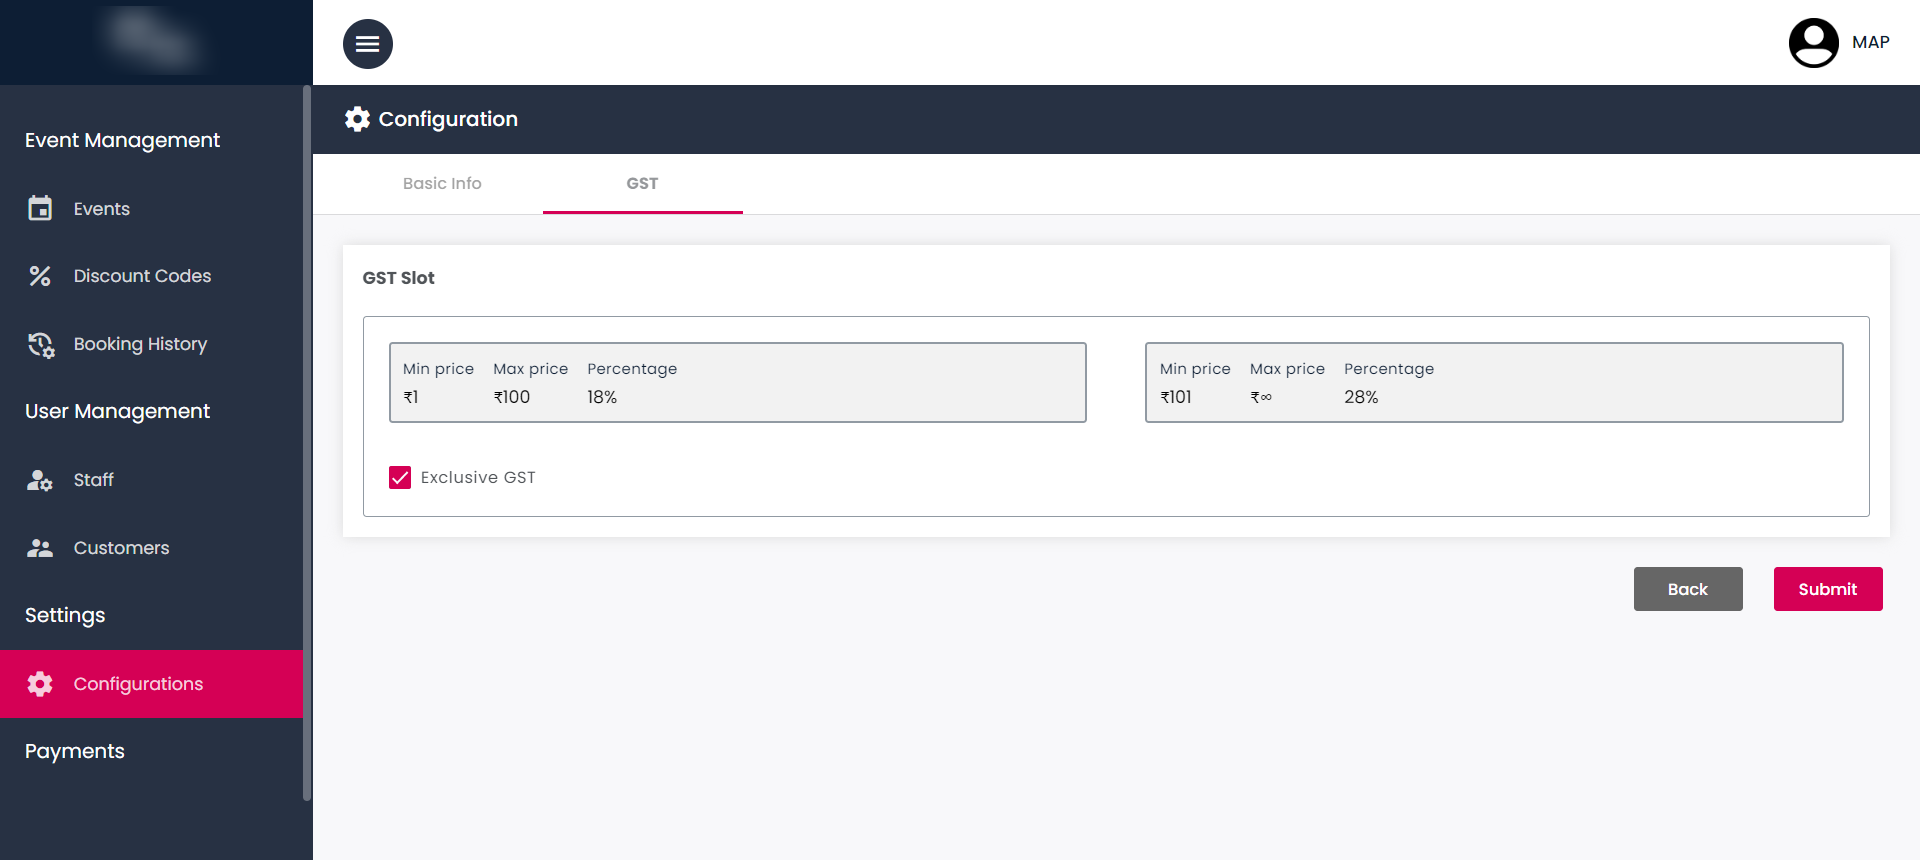 MAP
Event Management
Events
Discount Codes
Booking History
User Management
Staff
Customers
Settings
Configurations
Payments
Configuration
Basic Info GST
GST Slot
Min price Max price Percentage
₹1 ₹100 18%
Min price Max price Percentage
₹101 ₹∞ 28%
Exclusive GST
Back Submit